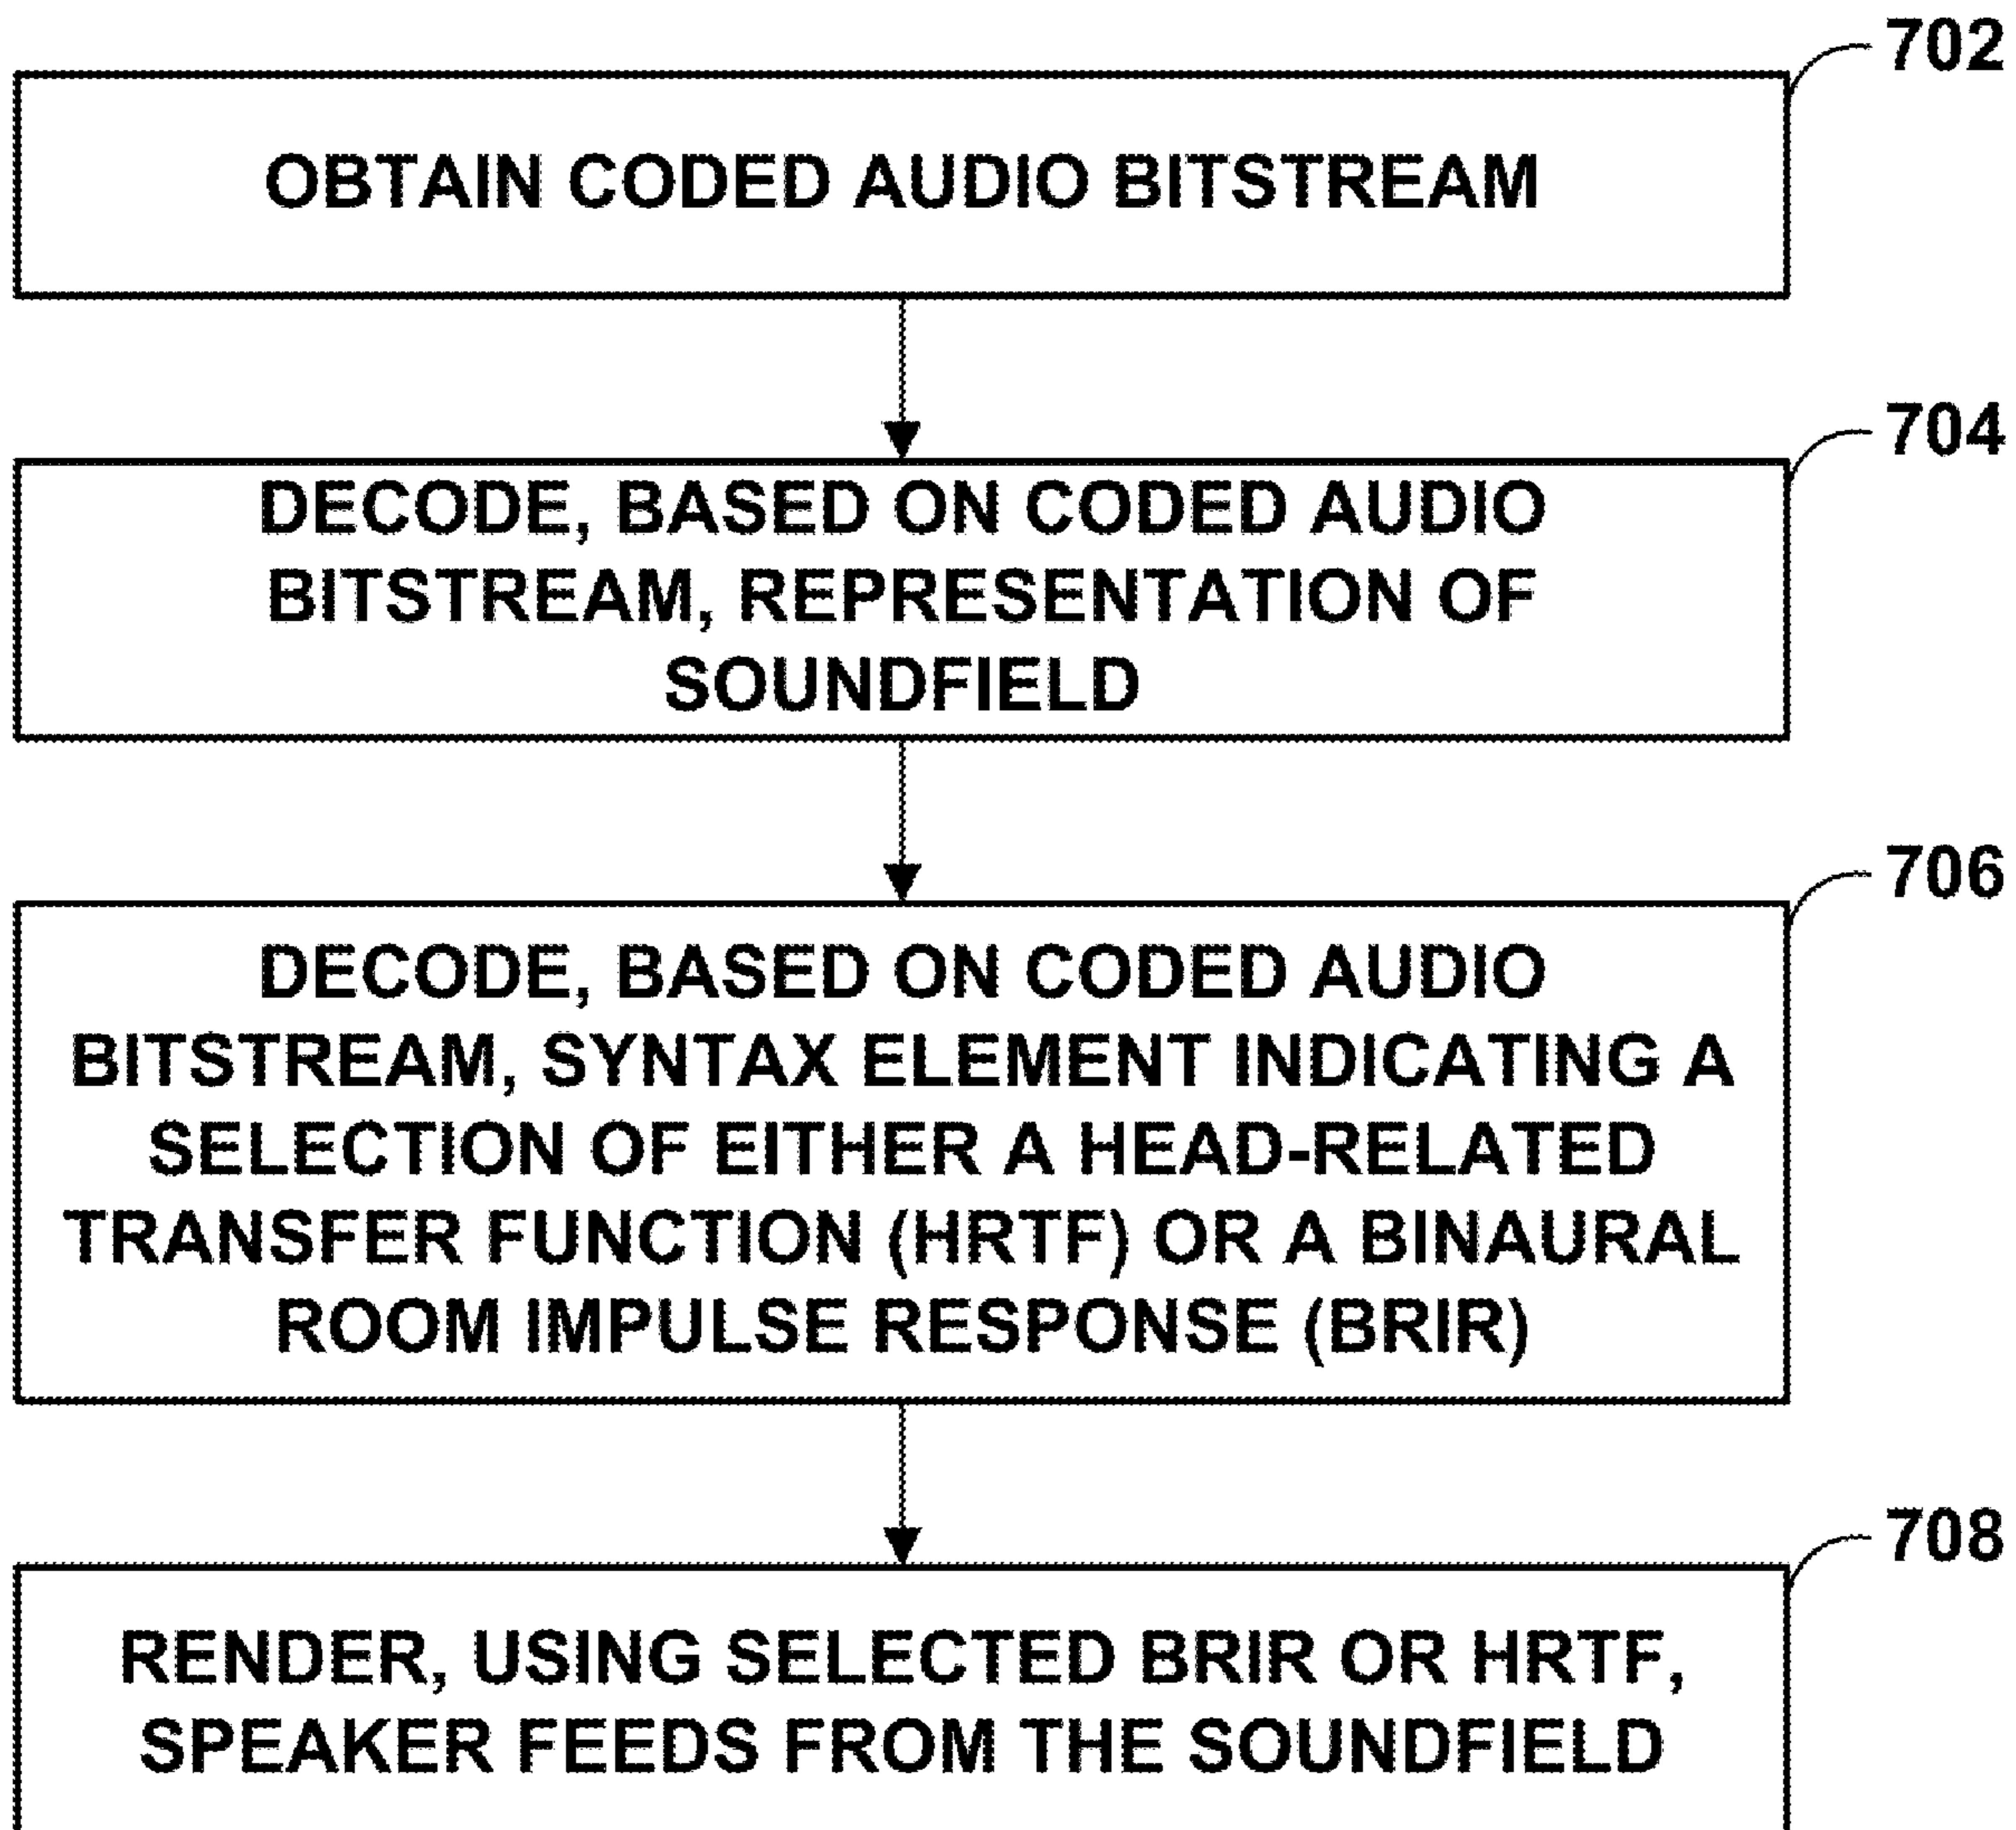 702
OBTAIN CODED AUDIO BITSTREAM
704
DECODE, BASED ON CODED AUDIO
BITSTREAM, REPRESENTATION OF
SOUNDFIELD
706
DECODE, BASED ON CODED AUDIO
BITSTREAM, SYNTAX ELEMENT INDICATING A
SELECTION OF EITHER A HEAD-RELATED
TRANSFER FUNCTION (HRTF) OR A BINAURAL
ROOM IMPULSE RESPONSE (BRIR)
708
RENDER, USING SELECTED BRIR OR HRTF,
SPEAKER FEEDS FROM THE SOUNDFIELD